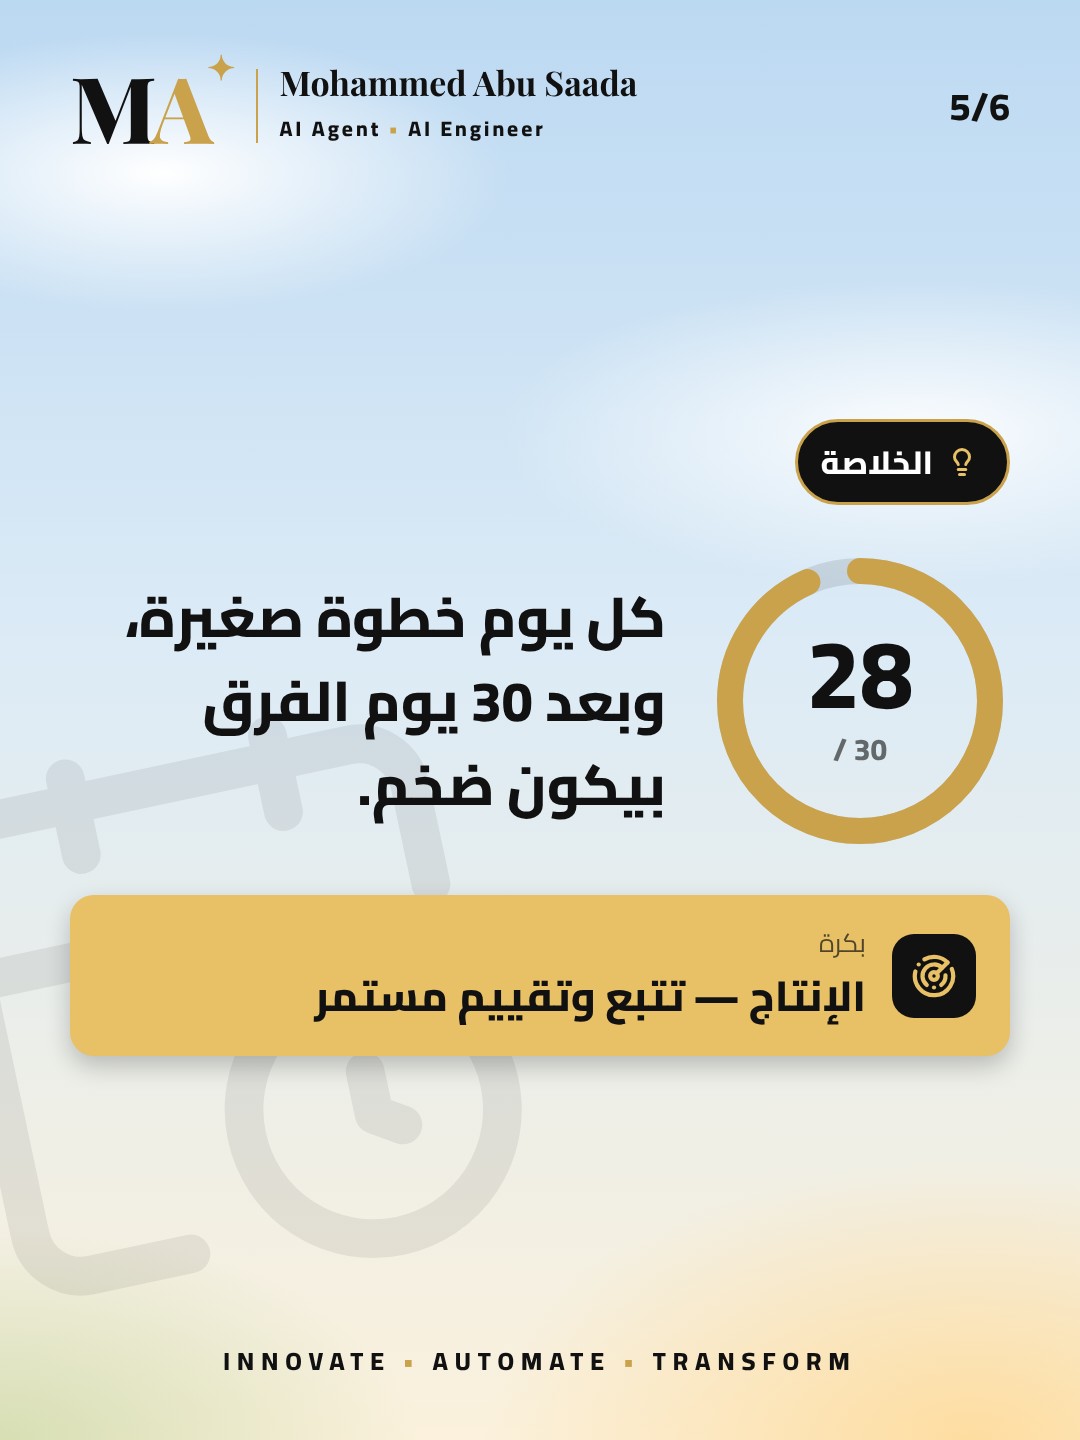 MA
Mohammed Abu Saada
AI Agent ▪ AI Engineer
5/6
الخلاصة
28
/ 30
كل يوم خطوة صغيرة،
وبعد 30 يوم الفرق
بيكون ضخم.
بكرة
الإنتاج — تتبع وتقييم مستمر
INNOVATE ▪ AUTOMATE ▪ TRANSFORM